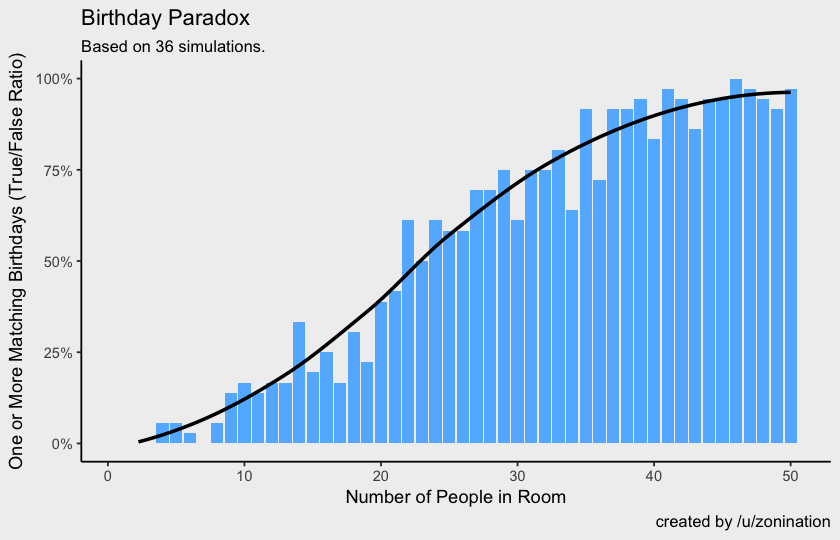 Birthday Paradox
Based on 36 simulations.
One or More Matching Birthdays (True/False Ratio)
100%
75%
50%
25%
0%
0 10 20 30 40 50
Number of People in Room
created by /u/zonination